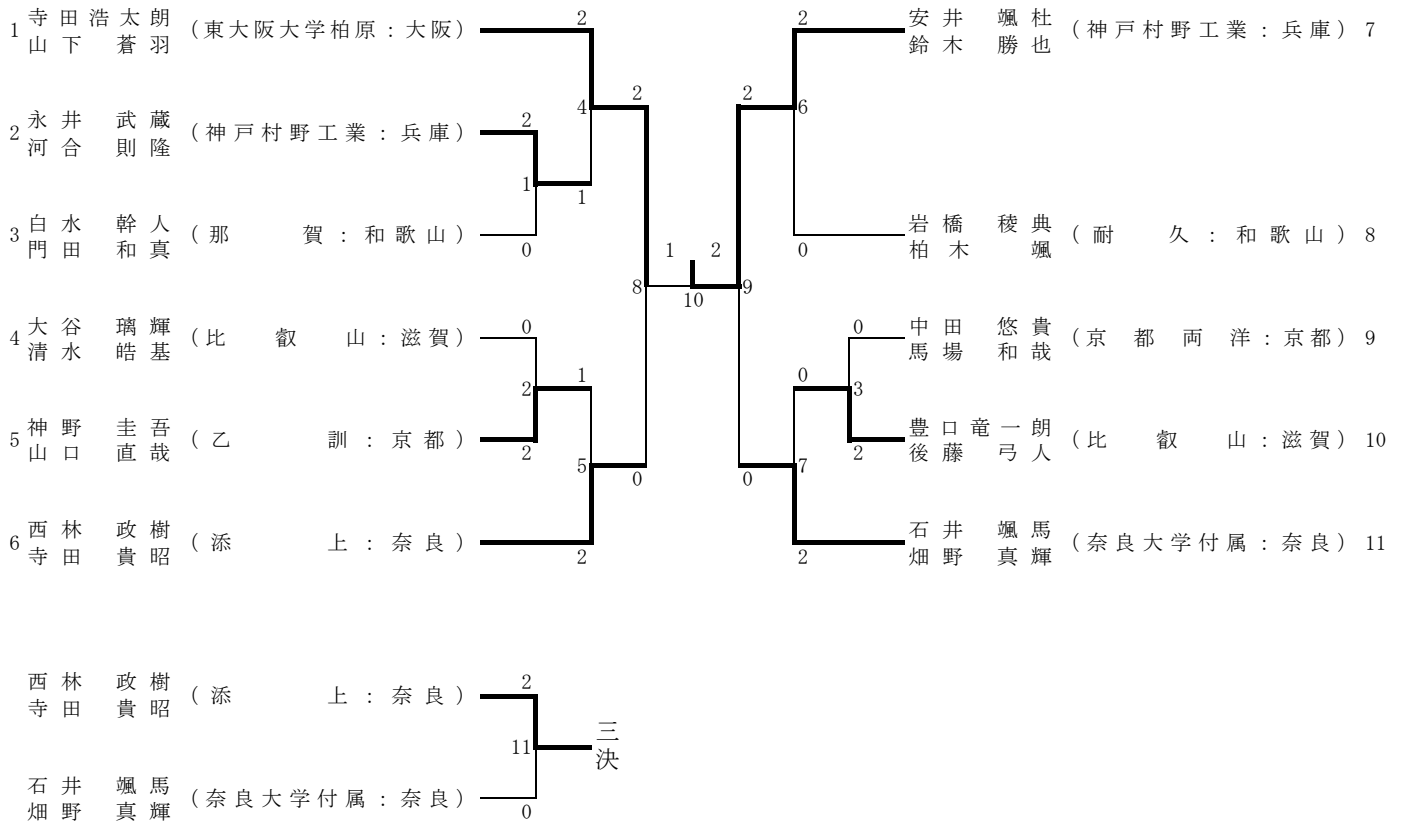 1 寺田浩太朗 山下蒼羽 (東大阪大学柏原:大阪) 2
2 永井武蔵 河合則隆 (神戸村野工業:兵庫) 2
3 白水幹人 門田和真 (那賀:和歌山) 0
4 大谷璃輝 清水皓基 (比叡山:滋賀) 0
5 神野圭吾 山口直哉 (乙訓:京都) 2
6 西林政樹 寺田貴昭 (添上:奈良) 2
1 1
4 2
2 1
5 0
8 1
10
2 安井颯杜 鈴木勝也 (神戸村野工業:兵庫) 7
0 岩橋稜典 柏木颯 (耐久:和歌山) 8
0 中田悠貴 馬場和哉 (京都両洋:京都) 9
2 豊口竜一朗 後藤弓人 (比叡山:滋賀) 10
2 石井颯馬 畑野真輝 (奈良大学付属:奈良) 11
2 6
0 3
0 7
2 9
西林政樹 寺田貴昭 (添上:奈良) 2
11 三決
石井颯馬 畑野真輝 (奈良大学付属:奈良) 0